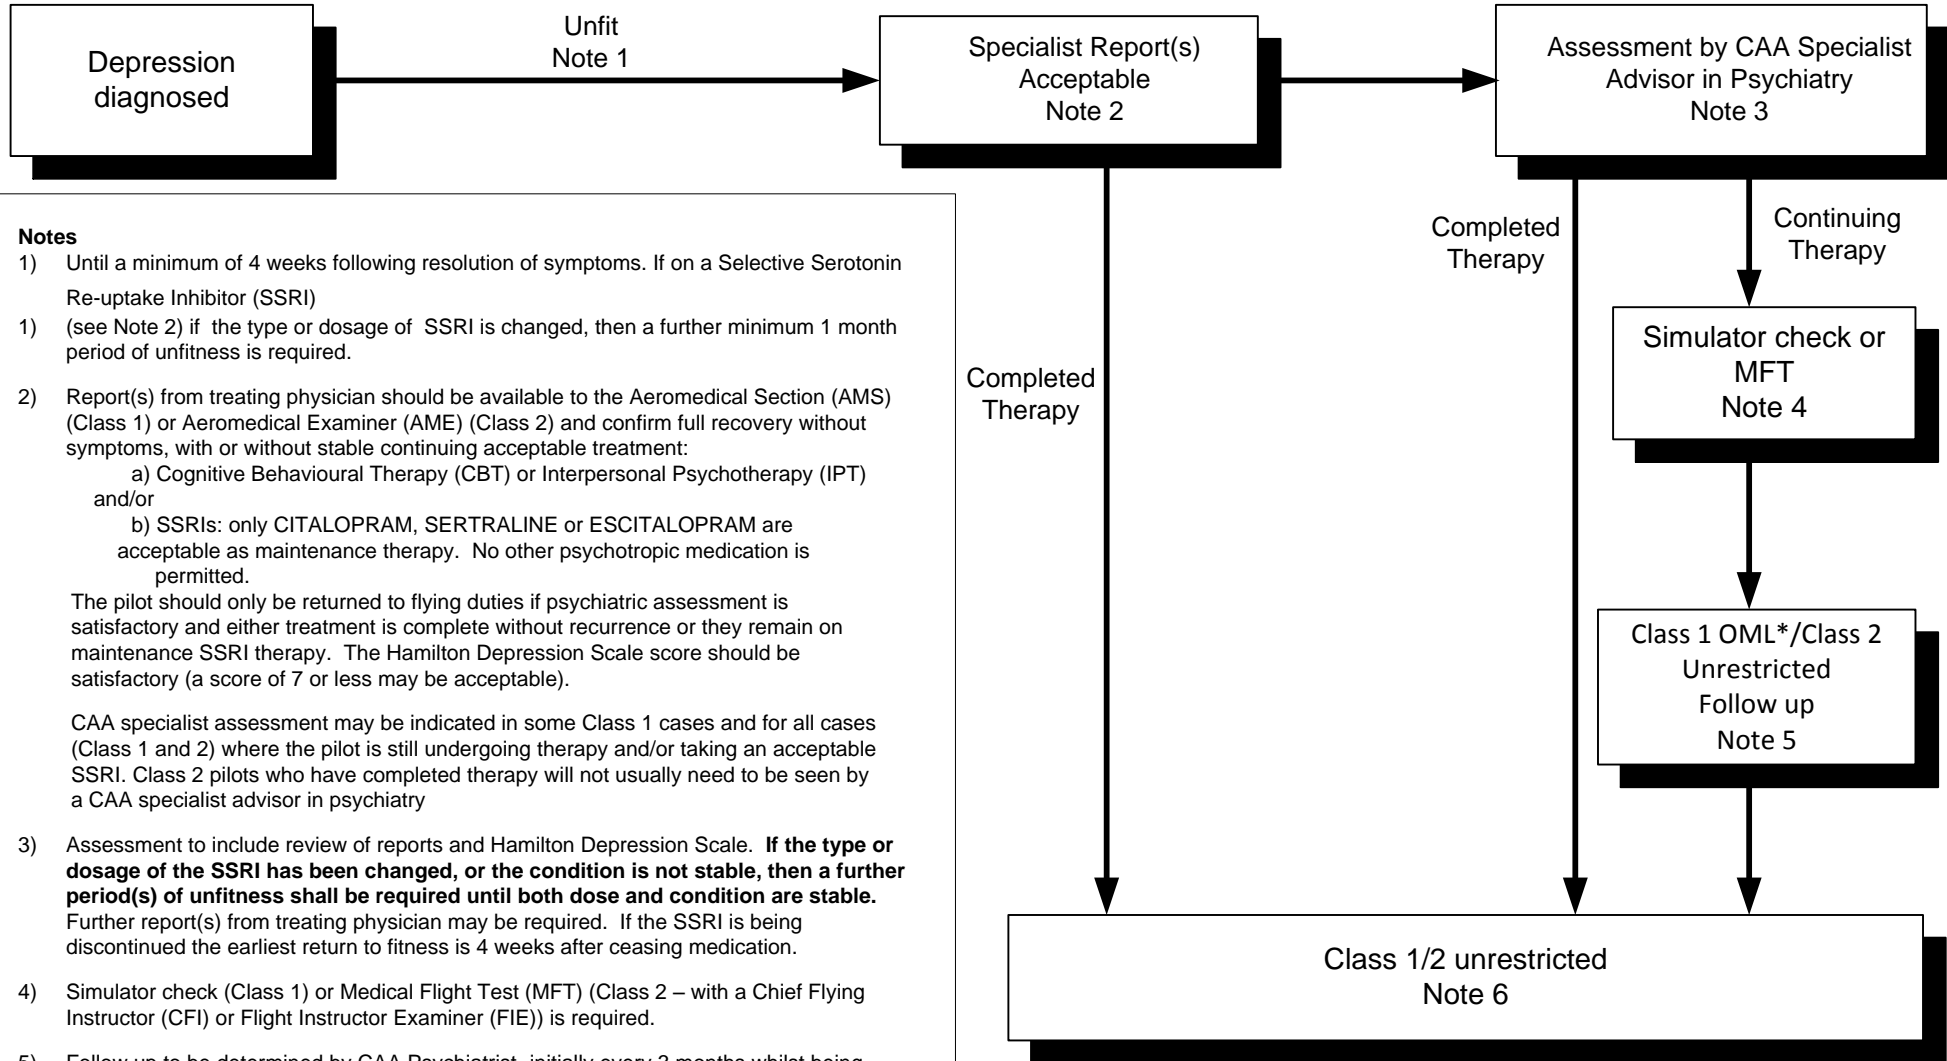 Depression
diagnosed
Unfit
Note 1
Specialist Report(s)
Acceptable
Note 2
Assessment by CAA Specialist
Advisor in Psychiatry
Note 3
Completed
Therapy
Completed
Therapy
Continuing
Therapy
Simulator check or
MFT
Note 4
Class 1 OML*/Class 2
Unrestricted
Follow up
Note 5
Class 1/2 unrestricted
Note 6
Notes
1) Until a minimum of 4 weeks following resolution of symptoms. If on a Selective Serotonin
Re-uptake Inhibitor (SSRI)
1) (see Note 2) if the type or dosage of SSRI is changed, then a further minimum 1 month
period of unfitness is required.
2) Report(s) from treating physician should be available to the Aeromedical Section (AMS)
(Class 1) or Aeromedical Examiner (AME) (Class 2) and confirm full recovery without
symptoms, with or without stable continuing acceptable treatment:
a) Cognitive Behavioural Therapy (CBT) or Interpersonal Psychotherapy (IPT)
and/or
b) SSRIs: only CITALOPRAM, SERTRALINE or ESCITALOPRAM are
acceptable as maintenance therapy. No other psychotropic medication is
permitted.
The pilot should only be returned to flying duties if psychiatric assessment is
satisfactory and either treatment is complete without recurrence or they remain on
maintenance SSRI therapy. The Hamilton Depression Scale score should be
satisfactory (a score of 7 or less may be acceptable).
CAA specialist assessment may be indicated in some Class 1 cases and for all cases
(Class 1 and 2) where the pilot is still undergoing therapy and/or taking an acceptable
SSRI. Class 2 pilots who have completed therapy will not usually need to be seen by
a CAA specialist advisor in psychiatry
3) Assessment to include review of reports and Hamilton Depression Scale. If the type or
dosage of the SSRI has been changed, or the condition is not stable, then a further
period(s) of unfitness shall be required until both dose and condition are stable.
Further report(s) from treating physician may be required. If the SSRI is being
discontinued the earliest return to fitness is 4 weeks after ceasing medication.
4) Simulator check (Class 1) or Medical Flight Test (MFT) (Class 2 – with a Chief Flying
Instructor (CFI) or Flight Instructor Examiner (FIE)) is required.
5) Follow up to be determined by CAA Psychiatrist, initially every months whilst being